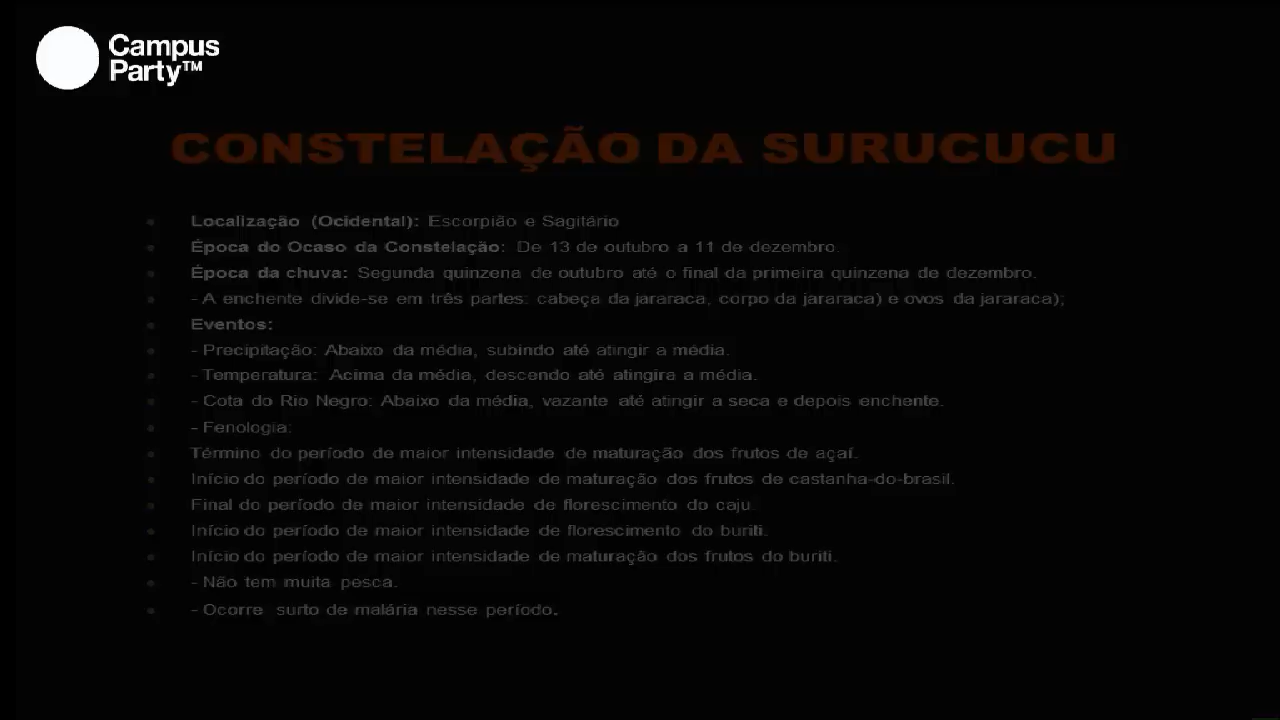 Campus
Party™
CONSTELAÇÃO DA SURUCUCU
Localização (Ocidental): Escorpião e Sagitário
Época do Ocaso da Constelação: De 13 de outubro a 11 de dezembro.
Época da chuva: Segunda quinzena de outubro até o final da primeira quinzena de dezembro.
- A enchente divide-se em três partes: cabeça da jararaca, corpo da jararaca) e ovos da jararaca);
Eventos:
- Precipitação: Abaixo da média, subindo até atingir a média.
- Temperatura: Acima da média, descendo até atingira a média.
- Cota do Rio Negro: Abaixo da média, vazante até atingir a seca e depois enchente.
- Fenologia:
Término do período de maior intensidade de maturação dos frutos de açaí.
Início do período de maior intensidade de maturação dos frutos de castanha-do-brasil.
Final do período de maior intensidade de florescimento do caju.
Início do período de maior intensidade de florescimento do buriti.
Início do período de maior intensidade de maturação dos frutos do buriti.
- Não tem muita pesca.
- Ocorre surto de malária nesse período.